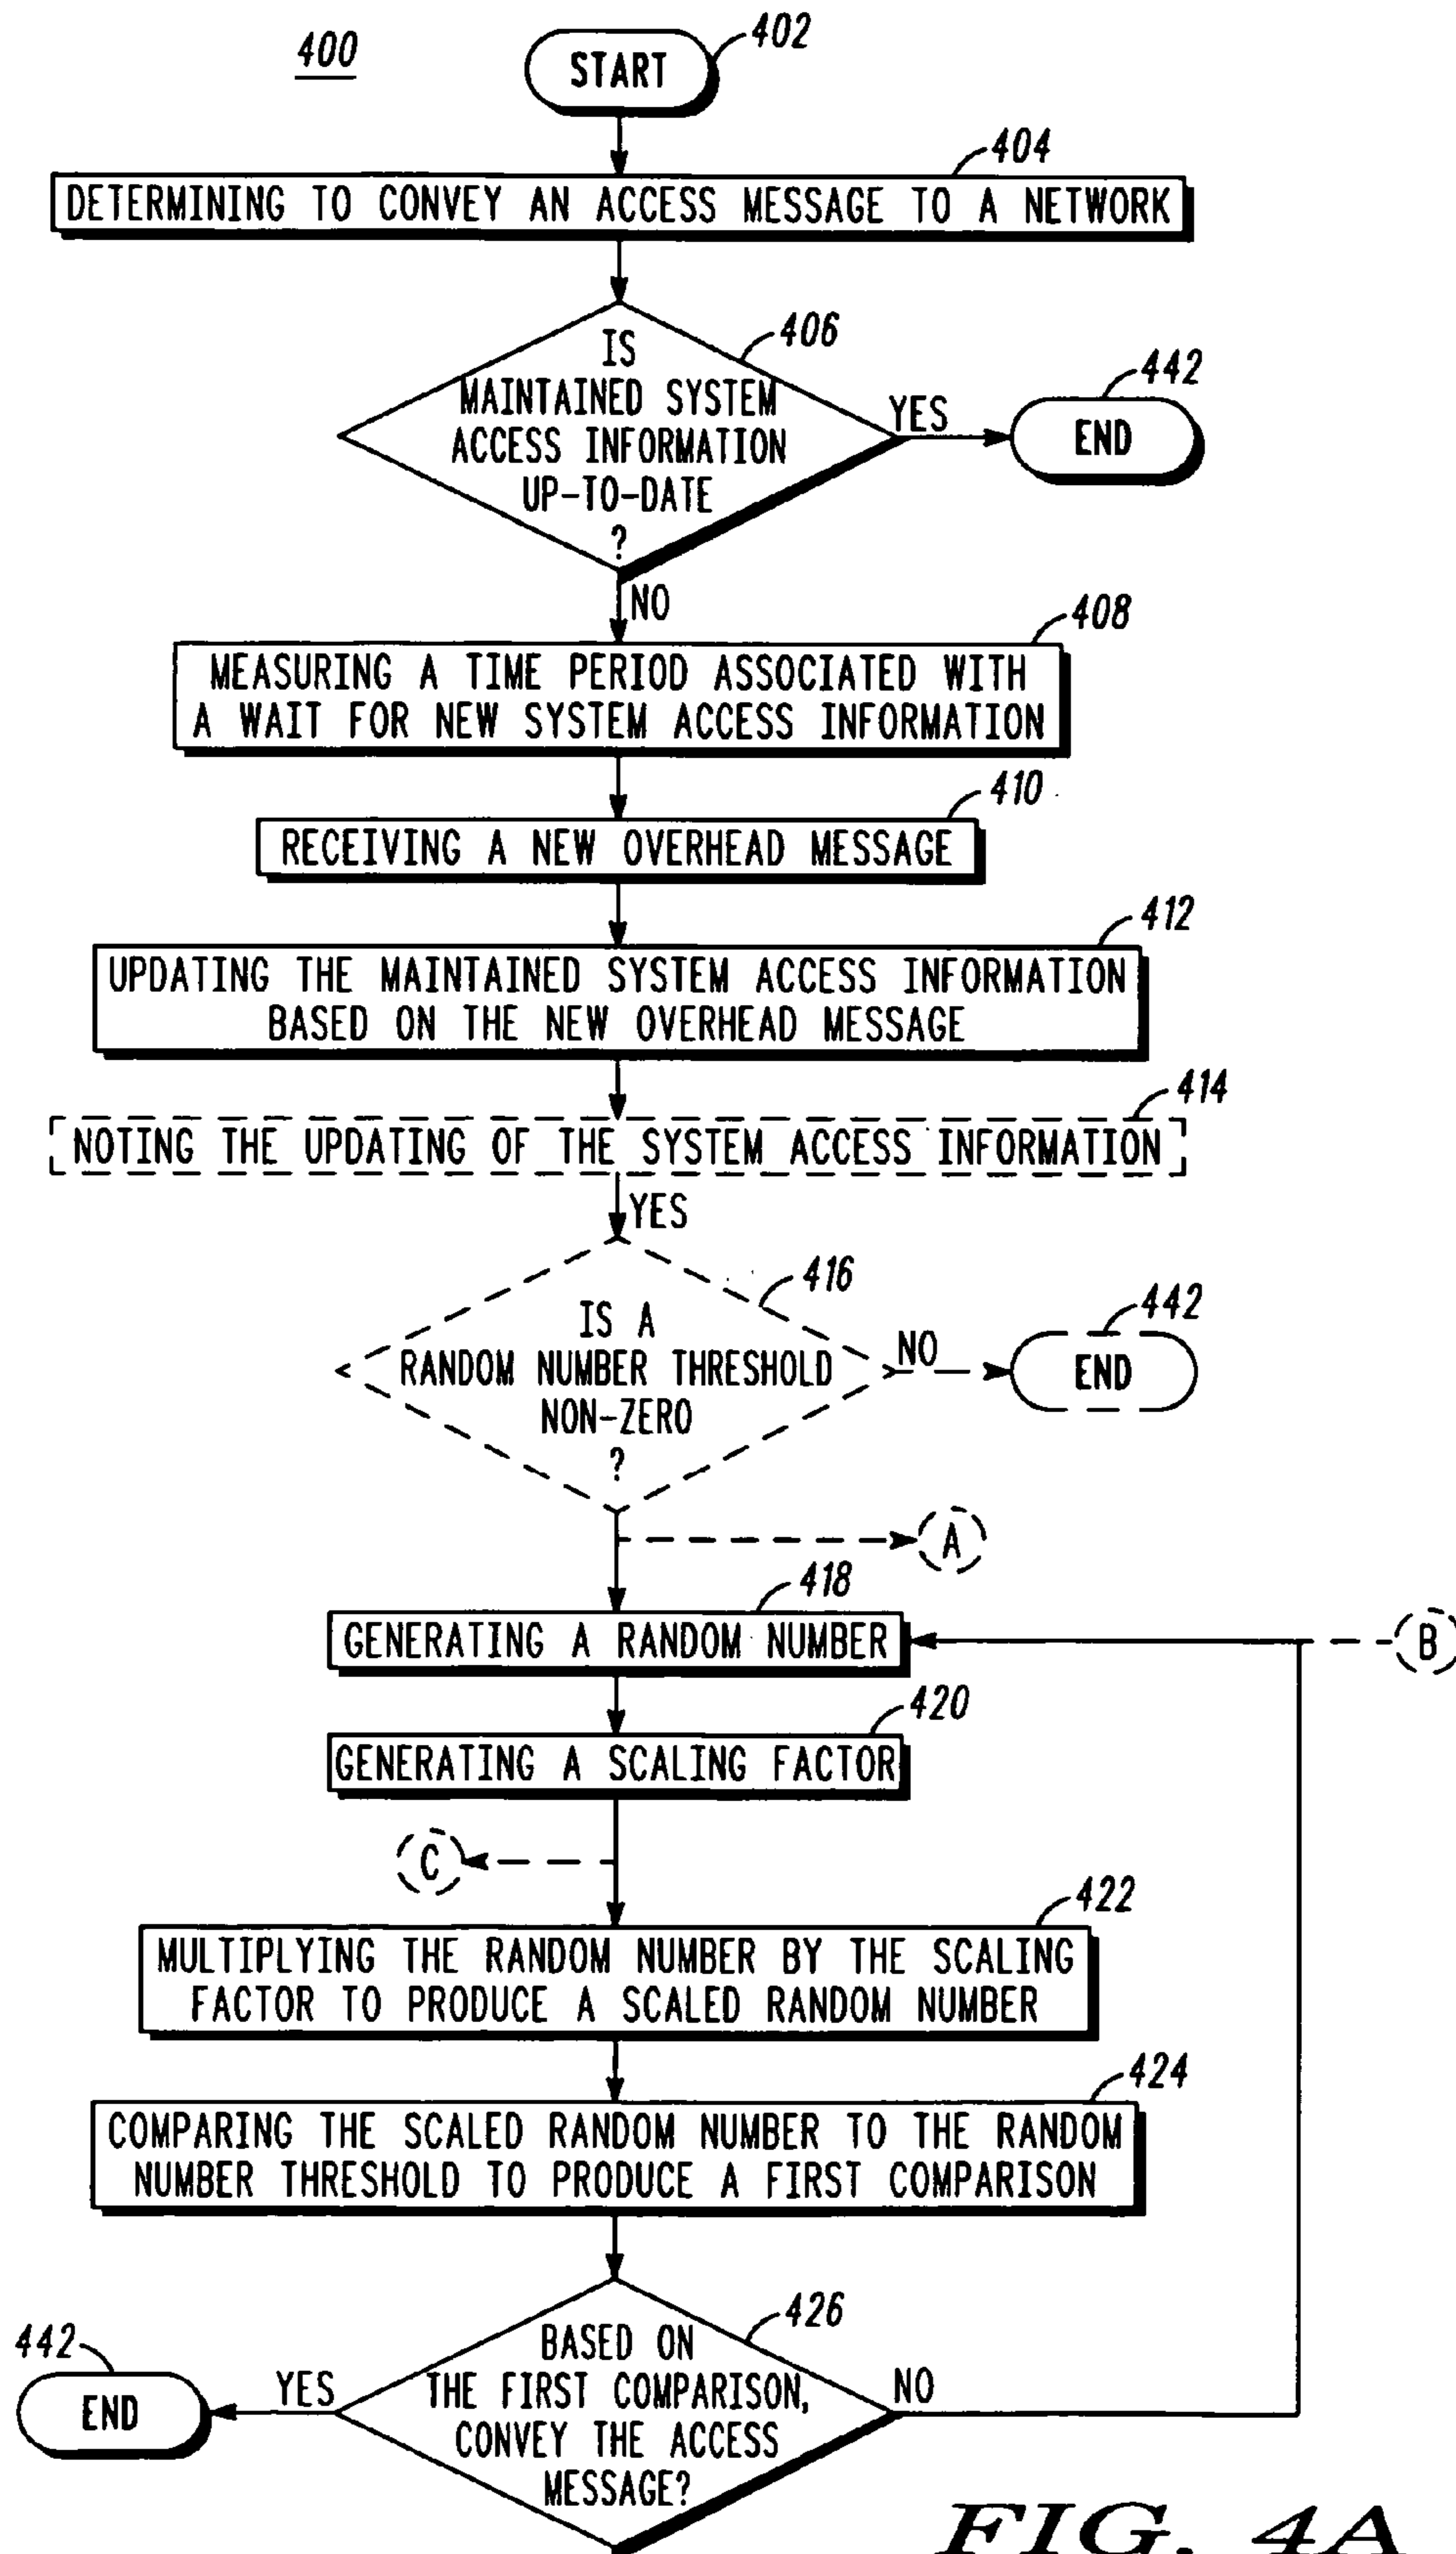 400
402
START
404
DETERMINING TO CONVEY AN ACCESS MESSAGE TO A NETWORK
406
IS
MAINTAINED SYSTEM
ACCESS INFORMATION
UP-TO-DATE
?
YES
442
END
NO
408
MEASURING A TIME PERIOD ASSOCIATED WITH
A WAIT FOR NEW SYSTEM ACCESS INFORMATION
410
RECEIVING A NEW OVERHEAD MESSAGE
412
UPDATING THE MAINTAINED SYSTEM ACCESS INFORMATION
BASED ON THE NEW OVERHEAD MESSAGE
414
NOTING THE UPDATING OF THE SYSTEM ACCESS INFORMATION
YES
416
IS A
RANDOM NUMBER THRESHOLD
NON-ZERO
?
NO
442
END
A
418
GENERATING A RANDOM NUMBER
B
420
GENERATING A SCALING FACTOR
C
422
MULTIPLYING THE RANDOM NUMBER BY THE SCALING
FACTOR TO PRODUCE A SCALED RANDOM NUMBER
424
COMPARING THE SCALED RANDOM NUMBER TO THE RANDOM
NUMBER THRESHOLD TO PRODUCE A FIRST COMPARISON
426
BASED ON
THE FIRST COMPARISON,
CONVEY THE ACCESS
MESSAGE?
442
END
YES
NO
FIG. 4A